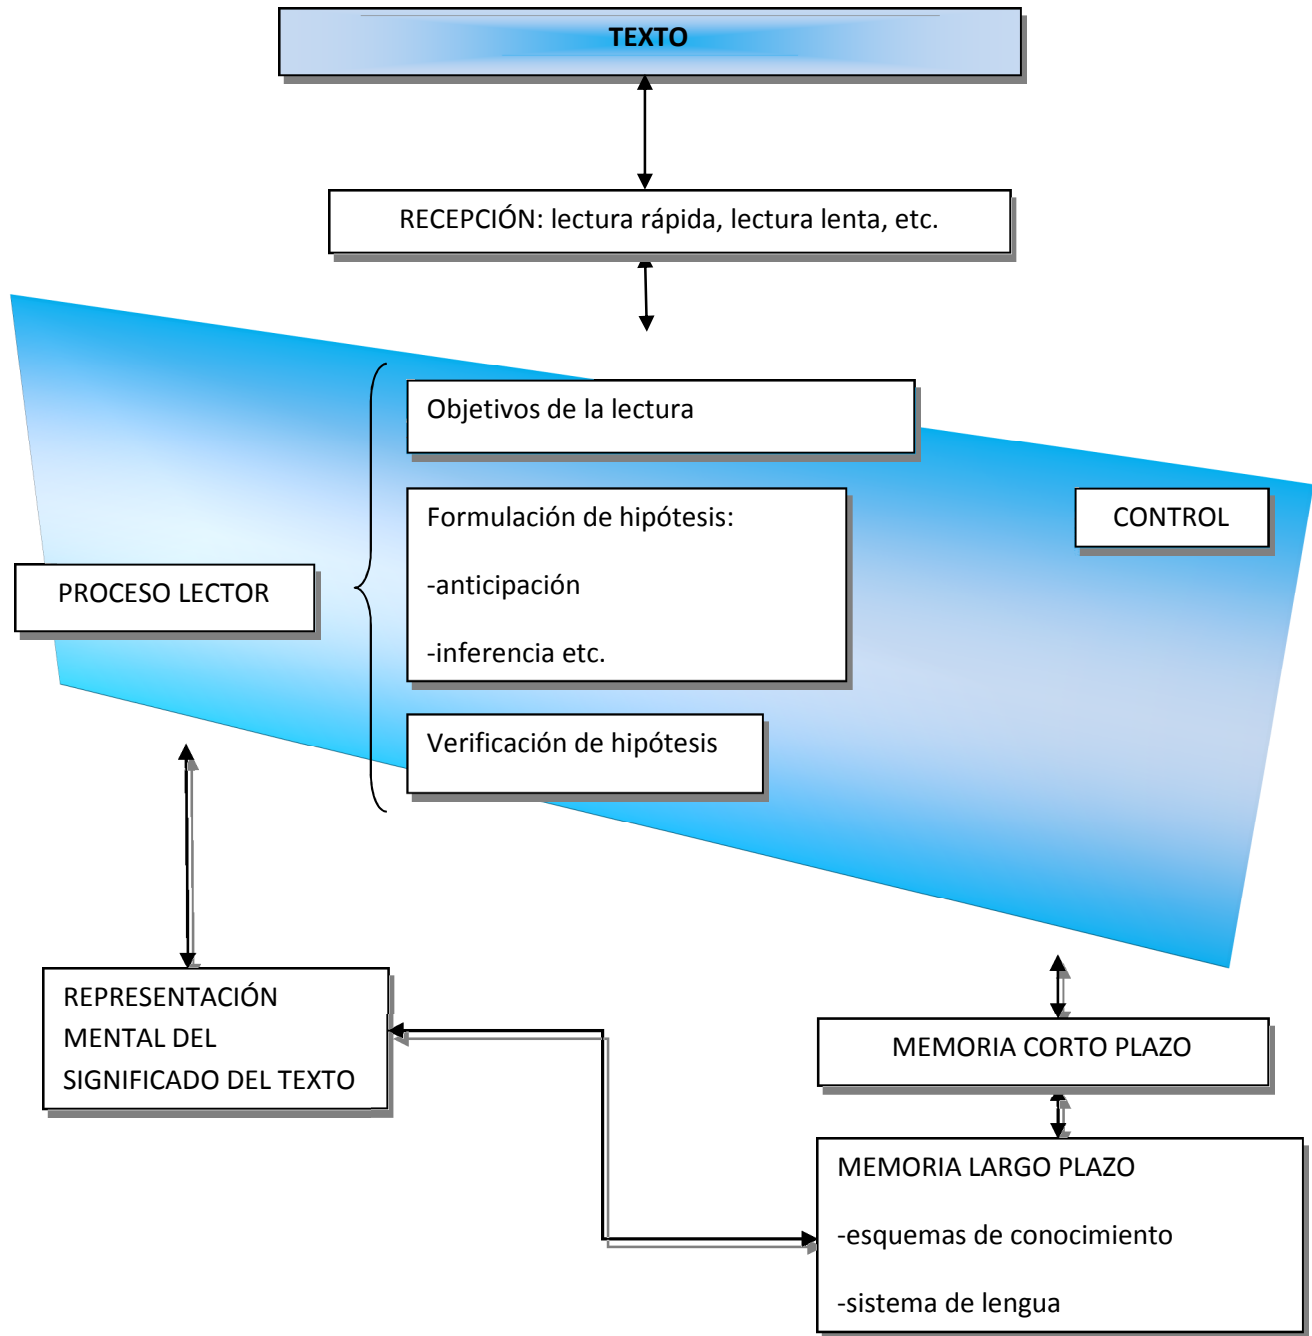 TEXTO
RECEPCIÓN: lectura rápida, lectura lenta, etc.
Objetivos de la lectura
Formulación de hipótesis:
-anticipación
-inferencia etc.
CONTROL
PROCESO LECTOR
Verificación de hipótesis
REPRESENTACIÓN
MENTAL DEL
SIGNIFICADO DEL TEXTO
MEMORIA CORTO PLAZO
MEMORIA LARGO PLAZO
-esquemas de conocimiento
-sistema de lengua